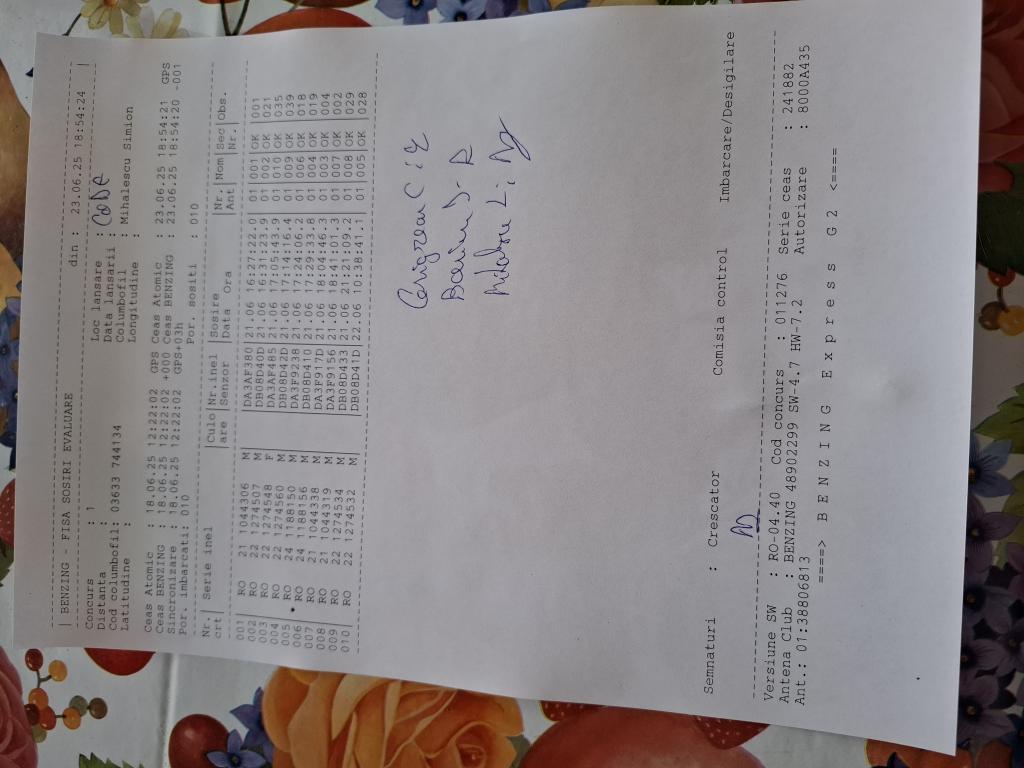 | BENZING - FISA SOSIRI EVALUARE din : 23.06.25 18:54:24 |
Concurs : 1 Loc lansare : Cobe
Distanta : Data lansarii :
Cod columbofil: 03633 744134 Columbofil : Mihalescu Simion
Latitudine : Longitudine :
Ceas Atomic : 18.06.25 12:22:02 GPS Ceas Atomic : 23.06.25 18:54:21 GPS
Ceas BENZING : 18.06.25 12:22:02 +000 Ceas BENZING : 23.06.25 18:54:20 -001
Sincronizare : 18.06.25 12:22:02 GPS+03h
Por. imbarcati: 010 Por. sositi : 010
Nr.| Serie inel |Culo|Nr.inel |Sosire |Nr.|Nom|Sec|Obs.
crt| |are |Senzor |Data Ora |Ant| |Nr.|
001| RO 21 1044306 M | |DA3AF380|21.06 16:27:22.0| 01|001|OK |001
002| RO 22 1274507 M | |DB08D40D|21.06 16:31:23.9| 01|002|OK |021
003| RO 22 1274548 F | |DA3AF485|21.06 17:05:43.9| 01|010|OK |035
004| RO 22 1274560 M | |DB08D42D|21.06 17:14:16.4| 01|009|OK |039
005| RO 24 1188150 M | |DA3F9238|21.06 17:24:06.2| 01|006|OK |018
006| RO 24 1188156 M | |DB08D410|21.06 17:29:33.8| 01|004|OK |019
007| RO 21 1044338 M | |DA3F917D|21.06 18:04:46.3| 01|003|OK |004
008| RO 21 1044319 M | |DA3F9156|21.06 18:41:01.3| 01|007|OK |002
009| RO 22 1274534 M | |DB08D433|21.06 21:21:09.2| 01|008|OK |029
010| RO 22 1274532 M | |DB08D41D|22.06 10:38:41.1| 01|005|OK |028
Semnaturi : Crescator Comisia control Imbarcare/Desigilare
Versiune SW : RO-04.40 Cod concurs : 011276 Serie ceas : 241882
Antena Club : BENZING 48902299 SW-4.7 HW-7.2 Autorizare : 8000A435
Ant.: 01:38806813
====> B E N Z I N G E x p r e s s G 2 <====